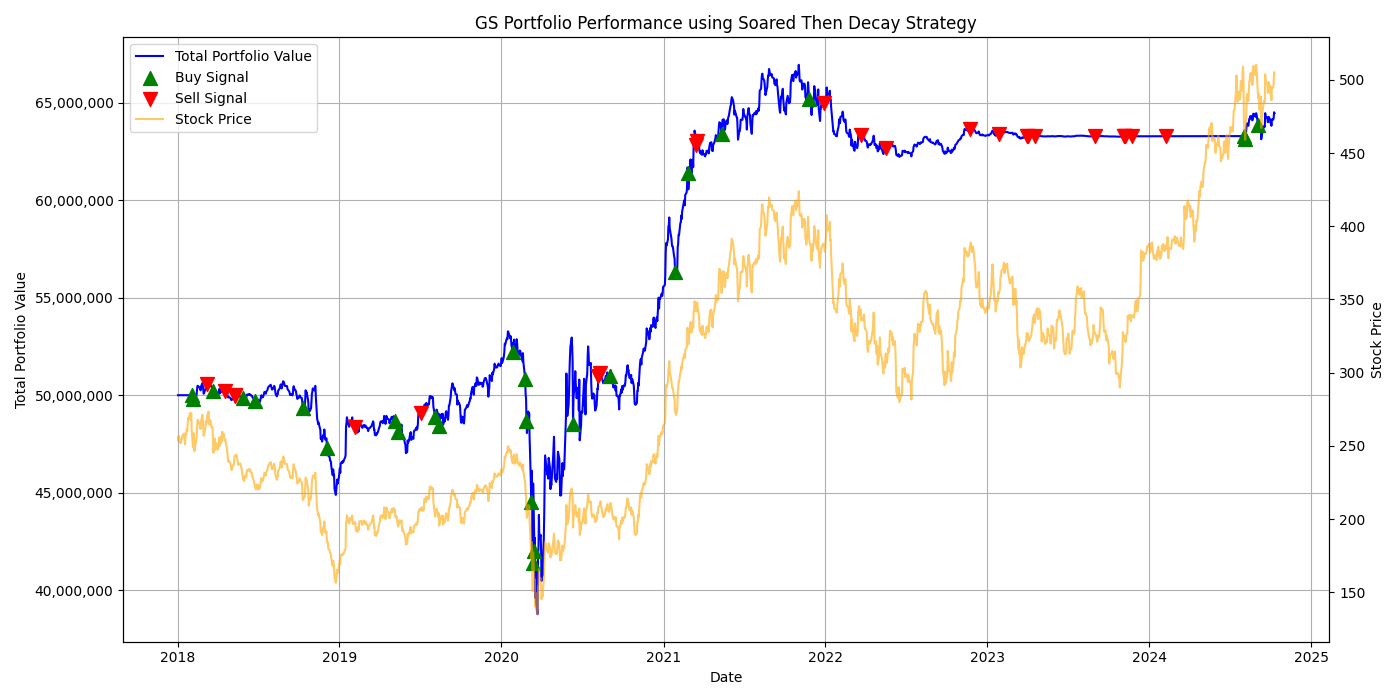 GS Portfolio Performance using Soared Then Decay Strategy
Total Portfolio Value
Buy Signal
Sell Signal
Stock Price
65,000,000
60,000,000
55,000,000
50,000,000
45,000,000
40,000,000
Total Portfolio Value
500
450
400
350
300
250
200
150
Stock Price
2018
2019
2020
2021
2022
2023
2024
2025
Date